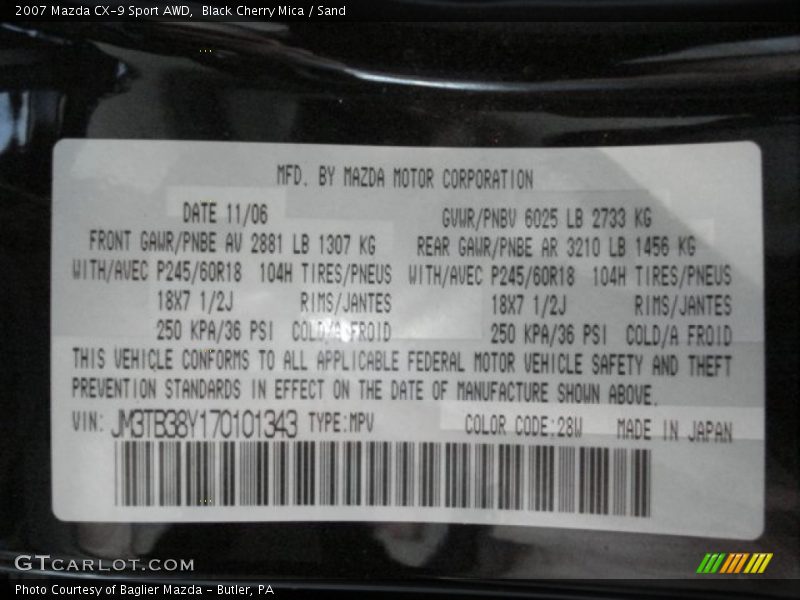 2007 Mazda CX-9 Sport AWD, Black Cherry Mica / Sand
MFD. BY MAZDA MOTOR CORPORATION
DATE 11/06 GVWR/PNBV 6025 LB 2733 KG
FRONT GAWR/PNBE AV 2881 LB 1307 KG REAR GAWR/PNBE AR 3210 LB 1456 KG
WITH/AVEC P245/60R18 104H TIRES/PNEUS WITH/AVEC P245/60R18 104H TIRES/PNEUS
18X7 1/2J RIMS/JANTES 18X7 1/2J RIMS/JANTES
250 KPA/36 PSI COLD/A FROID 250 KPA/36 PSI COLD/A FROID
THIS VEHICLE CONFORMS TO ALL APPLICABLE FEDERAL MOTOR VEHICLE SAFETY AND THEFT
PREVENTION STANDARDS IN EFFECT ON THE DATE OF MANUFACTURE SHOWN ABOVE.
VIN: JM3TB38Y170101343 TYPE:MPV COLOR CODE:28W MADE IN JAPAN
GTCARLOT.COM
Photo Courtesy of Baglier Mazda - Butler, PA